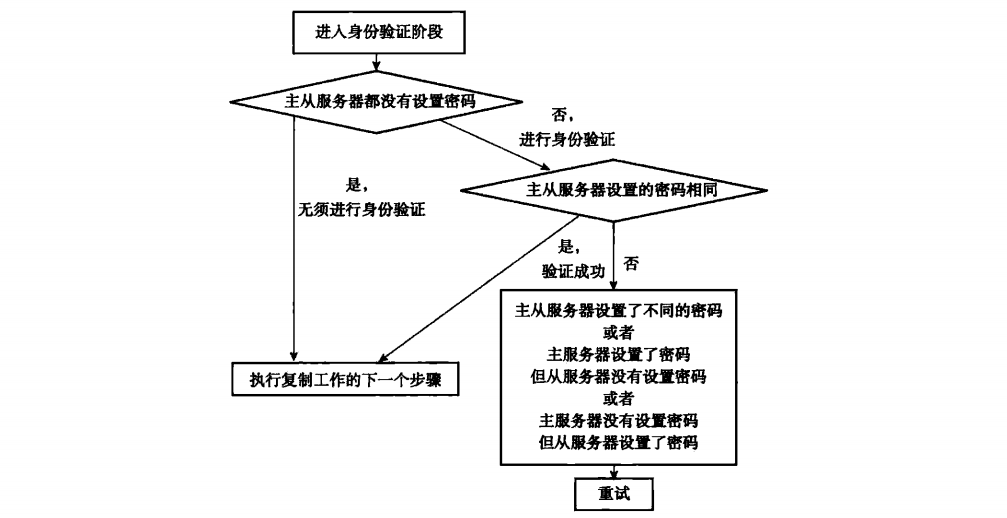 进入身份验证阶段
主从服务器都没有设置密码
否，
进行身份验证
主从服务器设置的密码相同
是，
无须进行身份验证
是，
验证成功
否
主从服务器设置了不同的密码
或者
主服务器设置了密码
但从服务器没有设置密码
或者
主服务器没有设置密码
但从服务器设置了密码
执行复制工作的下一个步骤
重试